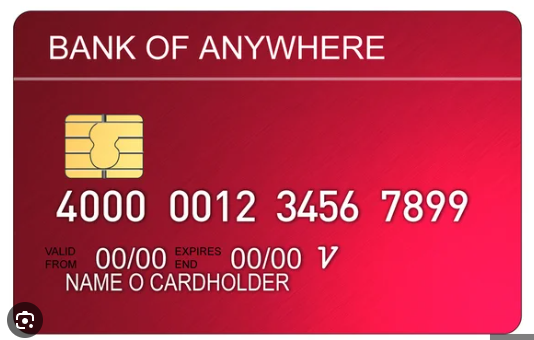 BANK OF ANYWHERE
4000 0012 3456 7899
VALID FROM 00/00 EXPIRES END 00/00 V
NAME O CARDHOLDER